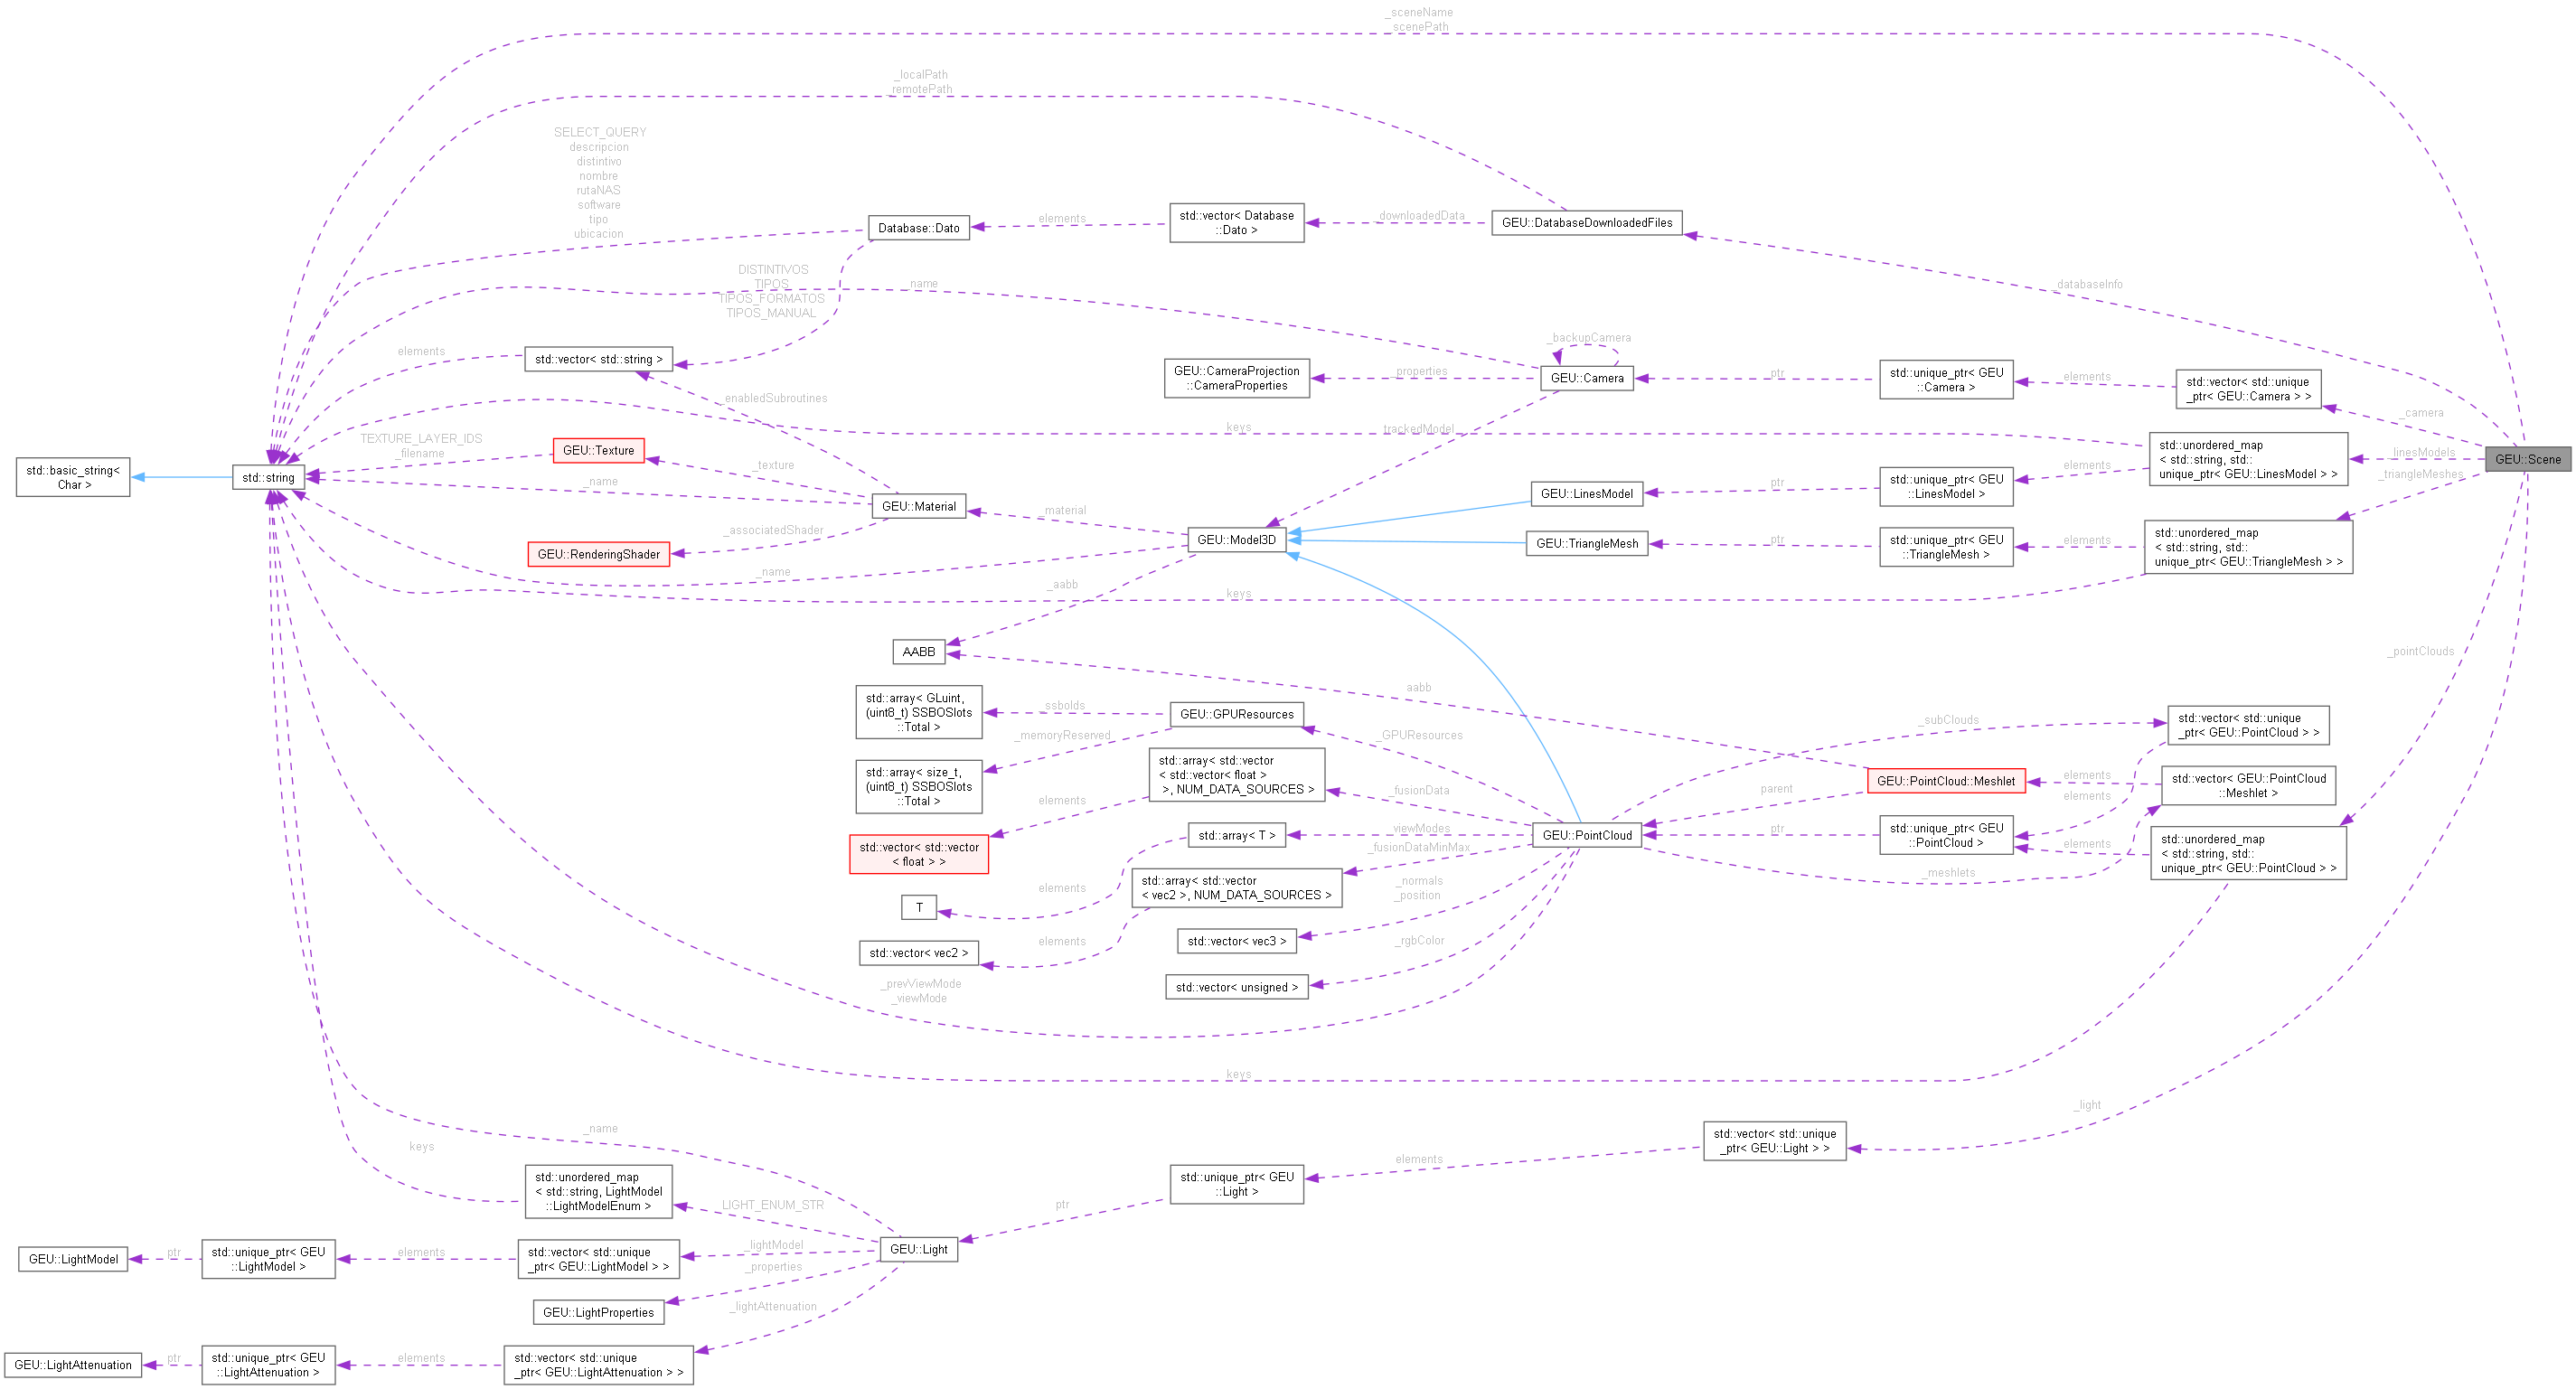 _sceneName
_scenePath
_localPath
_remotePath
SELECT_QUERY
descripcion
distintivo
nombre
rutaNAS
software
tipo
ubicacion
Database::Dato
elements
std::vector< Database
::Dato >
_downloadedData
GEU::DatabaseDownloadedFiles
DISTINTIVOS
TIPOS
TIPOS_FORMATOS
TIPOS_MANUAL
_name
_databaseInfo
elements
std::vector< std::string >
_backupCamera
GEU::CameraProjection
::CameraProperties
_properties
GEU::Camera
ptr
std::unique_ptr< GEU
::Camera >
elements
std::vector< std::unique
_ptr< GEU::Camera > >
_camera
_enabledSubroutines
trackedModel
keys
TEXTURE_LAYER_IDS
_filename
GEU::Texture
_texture
std::unordered_map
< std::string, std::
unique_ptr< GEU::LinesModel > >
_linesModels
GEU::Scene
std::basic_string<
Char >
std::string
_name
GEU::Material
elements
_triangleMeshes
GEU::LinesModel
ptr
std::unique_ptr< GEU
::LinesModel >
_associatedShader
_material
GEU::RenderingShader
GEU::Model3D
GEU::TriangleMesh
ptr
std::unique_ptr< GEU
::TriangleMesh >
elements
std::unordered_map
< std::string, std::
unique_ptr< GEU::TriangleMesh > >
_name
_aabb
keys
AABB
_pointClouds
aabb
std::array< GLuint,
(uint8_t) SSBOSlots
::Total >
_ssboIds
GEU::GPUResources
_subClouds
std::vector< std::unique
_ptr< GEU::PointCloud > >
_memoryReserved
_GPUResources
std::array< size_t,
(uint8_t) SSBOSlots
::Total >
std::array< std::vector
< std::vector< float >
>, NUM_DATA_SOURCES >
elements
_fusionData
parent
GEU::PointCloud::Meshlet
elements
elements
std::vector< GEU::PointCloud
::Meshlet >
std::vector< std::vector
< float > >
std::array< T >
_viewModes
GEU::PointCloud
ptr
std::unique_ptr< GEU
::PointCloud >
elements
std::unordered_map
< std::string, std::
unique_ptr< GEU::PointCloud > >
_fusionDataMinMax
_meshlets
T
elements
std::array< std::vector
< vec2 >, NUM_DATA_SOURCES >
_normals
_position
std::vector< vec2 >
elements
std::vector< vec3 >
_rgbColor
std::vector< unsigned >
_prevViewMode
_viewMode
keys
_light
_name
keys
std::vector< std::unique
_ptr< GEU::Light > >
elements
std::unordered_map
< std::string, LightModel
::LightModelEnum >
LIGHT_ENUM_STR
ptr
std::unique_ptr< GEU
::Light >
GEU::LightModel
ptr
std::unique_ptr< GEU
::LightModel >
elements
std::vector< std::unique
_ptr< GEU::LightModel > >
_lightModel
GEU::Light
_properties
GEU::LightProperties
_lightAttenuation
GEU::LightAttenuation
ptr
std::unique_ptr< GEU
::LightAttenuation >
elements
std::vector< std::unique
_ptr< GEU::LightAttenuation > >